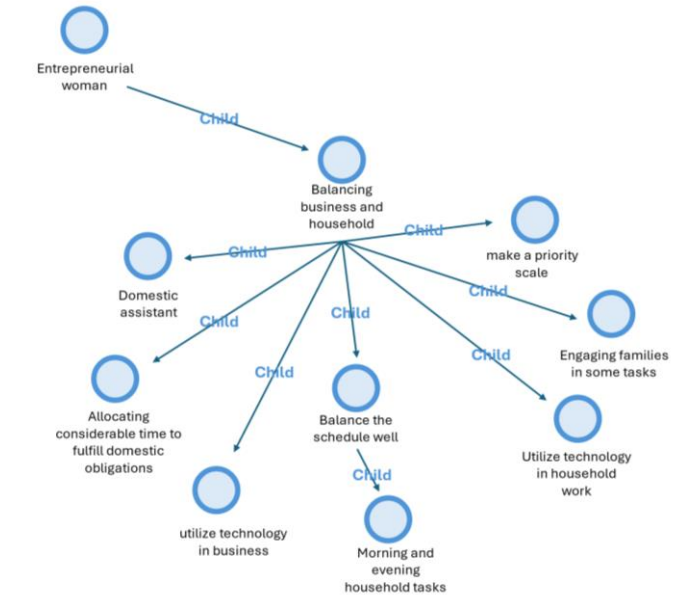 Entrepreneurial
woman
Child
Balancing
business and
household
Child
make a priority
scale
Child
Domestic
assistant
Child
Engaging families
in some tasks
Child
Allocating
considerable time to
fulfill domestic
obligations
Child
Child
Utilize technology
in household
work
Child
utilize technology
in business
Balance the
schedule well
Child
Morning and
evening
household tasks